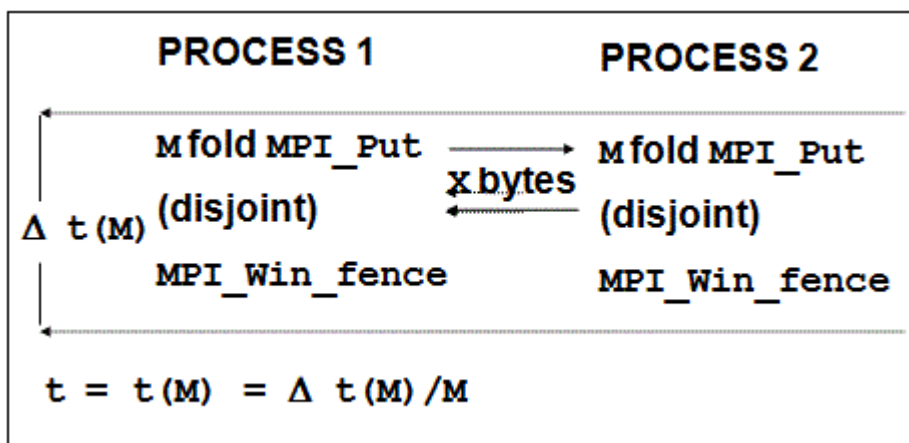 PROCESS 1 PROCESS 2
M fold MPI_Put M fold MPI_Put
X bytes
(disjoint) (disjoint)
Δ t(M)
MPI_Win_fence MPI_Win_fence
t = t(M) = Δ t(M)/M